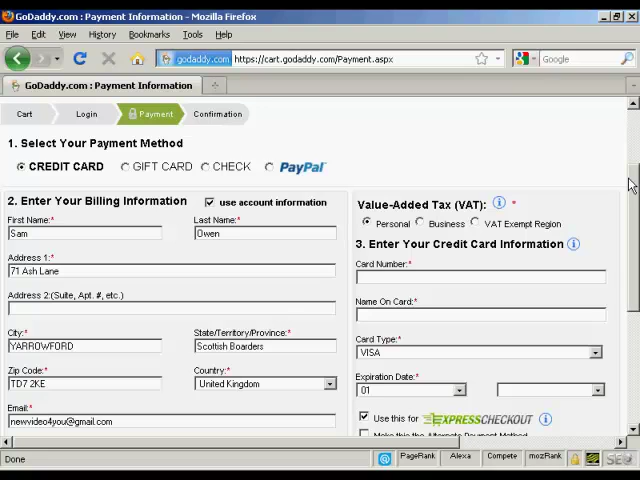 GoDaddy.com : Payment Information - Mozilla Firefox
File Edit View History Bookmarks Tools Help
godaddy.com https://cart.godaddy.com/Payment.aspx Google
GoDaddy.com : Payment Information
Cart Login Payment Confirmation
1. Select Your Payment Method
CREDIT CARD GIFT CARD CHECK PayPal
2. Enter Your Billing Information use account information
First Name:* Last Name:*
Sam Owen
Address 1:*
71 Ash Lane
Address 2:(Suite, Apt. #, etc.)
City:* State/Territory/Province:*
YARROWFORD Scottish Boarders
Zip Code:* Country:*
TD7 2KE United Kingdom
Email:*
newvideo4you@gmail.com
Value-Added Tax (VAT): *
Personal Business VAT Exempt Region
3. Enter Your Credit Card Information
Card Number:*
Name On Card:*
Card Type:*
VISA
Expiration Date:*
01
Use this for EXPRESSCHECKOUT
Make this the Alternate Payment Method
Done PageRank Alexa Compete mozRank